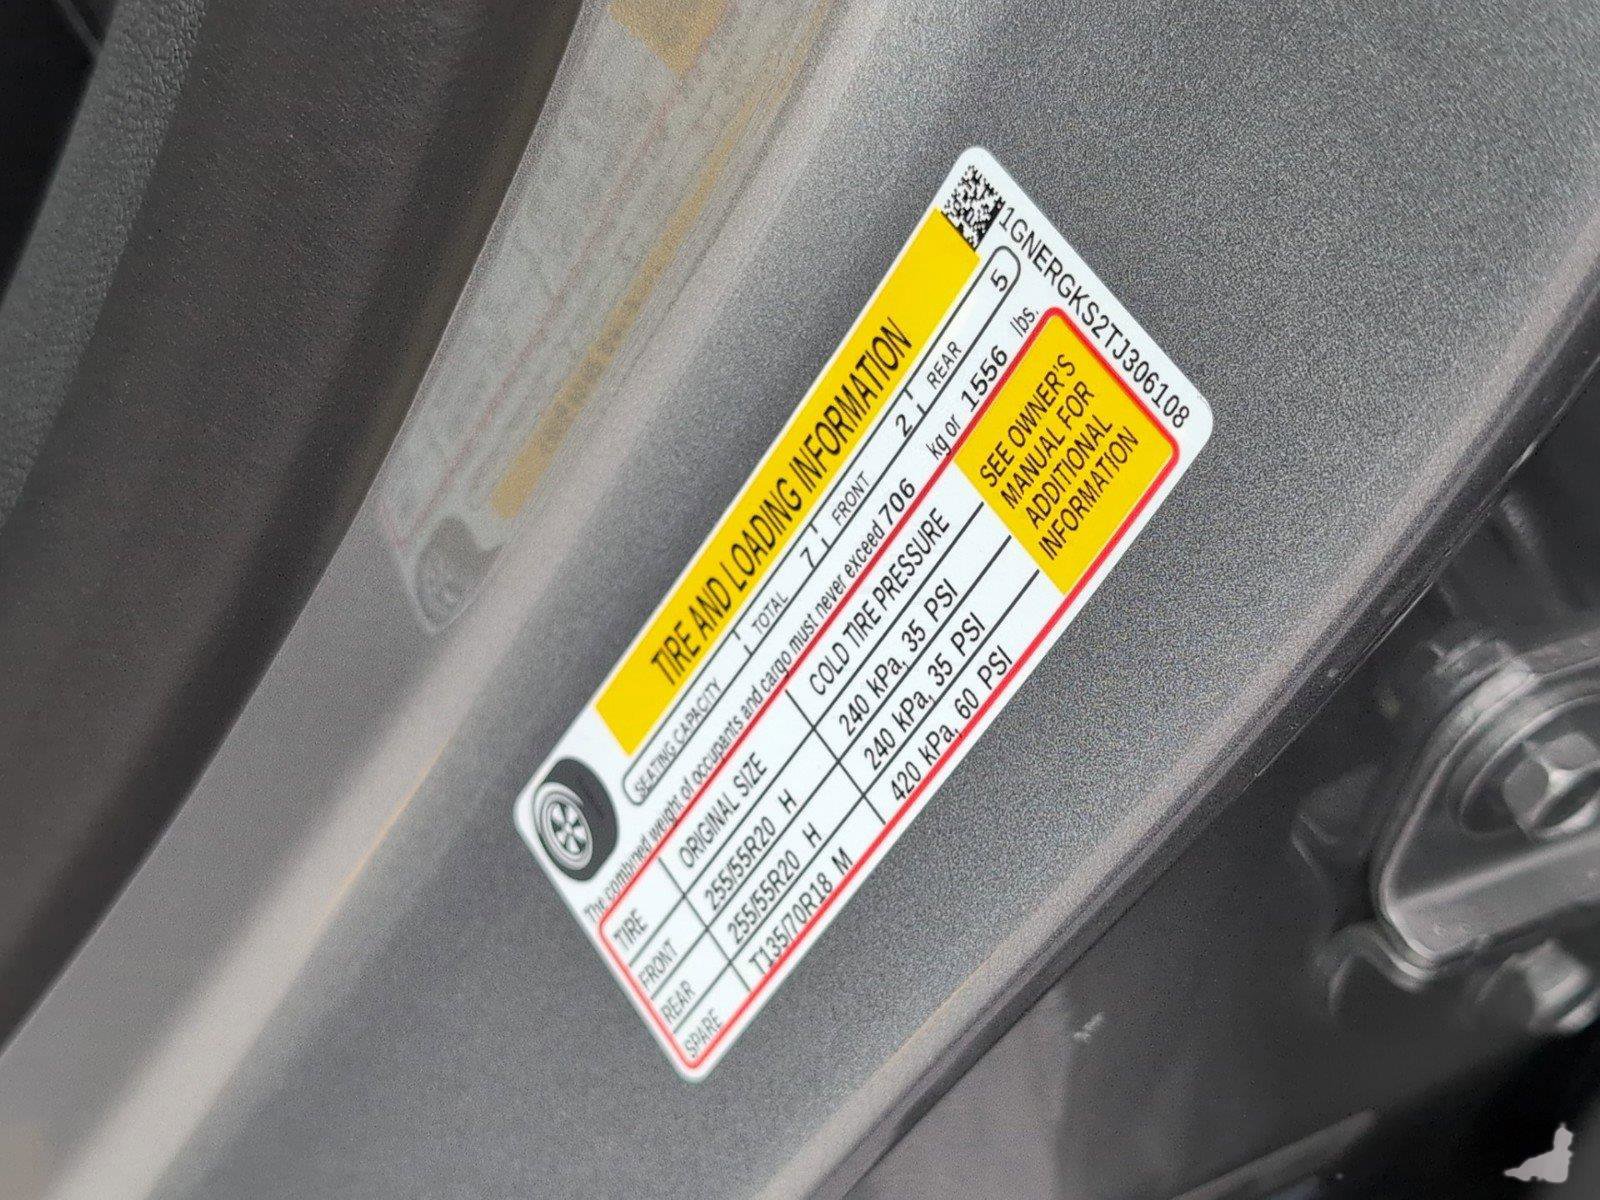 TIRE AND LOADING INFORMATION
SEATING CAPACITY TOTAL 7 FRONT 2 REAR 5
The combined weight of occupants and cargo must never exceed 706 kg or 1556 lbs.
TIRE ORIGINAL SIZE COLD TIRE PRESSURE
FRONT 255/55R20 H 240 kPa, 35 PSI
REAR 255/55R20 H 240 kPa, 35 PSI
SPARE T135/70R18 M 420 kPa, 60 PSI
SEE OWNER'S
MANUAL FOR
ADDITIONAL
INFORMATION
1GNERGKS2TJ306108